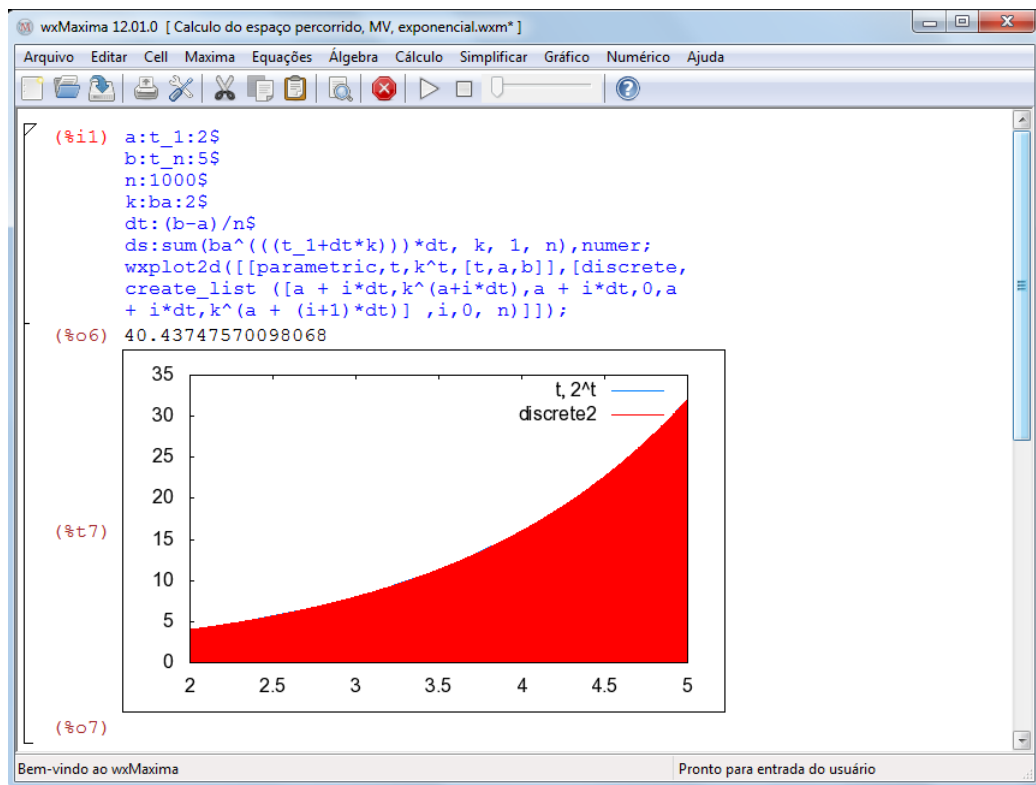 wxMaxima 12.01.0 [ Calculo do espaço percorrido, MV, exponencial.wxm* ]
Arquivo Editar Cell Maxima Equações Álgebra Cálculo Simplificar Gráfico Numérico Ajuda
(%i1) a:t_1:2$
b:t_n:5$
n:1000$
k:ba:2$
dt:(b-a)/n$
ds:sum(ba^(((t_1+dt*k)))*dt, k, 1, n),numer;
wxplot2d([[parametric,t,k^t,[t,a,b]],[discrete,
create_list ([a + i*dt,k^(a+i*dt),a + i*dt,0,a
+ i*dt,k^(a + (i+1)*dt)] ,i,0, n)]]);
(%o6) 40.43747570098068
35
t, 2^t
30
discrete2
25
20
(%t7)
15
10
5
0
2 2.5 3 3.5 4 4.5 5
(%o7)
Bem-vindo ao wxMaxima
Pronto para entrada do usuário